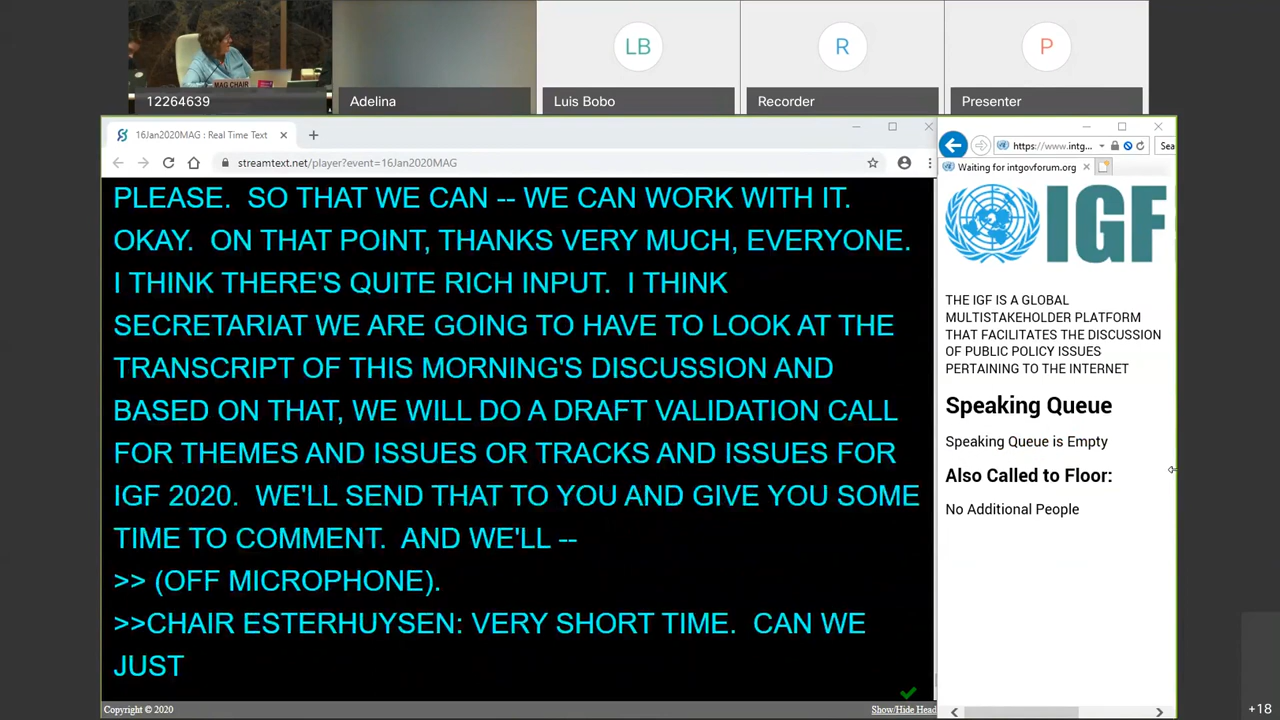 LB
R
P
MAG CHAIR
12264639
Adelina
Luis Bobo
Recorder
Presenter
16Jan2020MAG : Real Time Text
streamtext.net/player?event=16Jan2020MAG
PLEASE. SO THAT WE CAN -- WE CAN WORK WITH IT.
OKAY. ON THAT POINT, THANKS VERY MUCH, EVERYONE.
I THINK THERE'S QUITE RICH INPUT. I THINK
SECRETARIAT WE ARE GOING TO HAVE TO LOOK AT THE
TRANSCRIPT OF THIS MORNING'S DISCUSSION AND
BASED ON THAT, WE WILL DO A DRAFT VALIDATION CALL
FOR THEMES AND ISSUES OR TRACKS AND ISSUES FOR
IGF 2020. WE'LL SEND THAT TO YOU AND GIVE YOU SOME
TIME TO COMMENT. AND WE'LL --
>> (OFF MICROPHONE).
>>CHAIR ESTERHUYSEN: VERY SHORT TIME. CAN WE
JUST
Copyright © 2020
Show/Hide Head
https://www.intg...
Sea
Waiting for intgovforum.org
IGF
THE IGF IS A GLOBAL
MULTISTAKEHOLDER PLATFORM
THAT FACILITATES THE DISCUSSION
OF PUBLIC POLICY ISSUES
PERTAINING TO THE INTERNET
Speaking Queue
Speaking Queue is Empty
Also Called to Floor:
No Additional People
+18